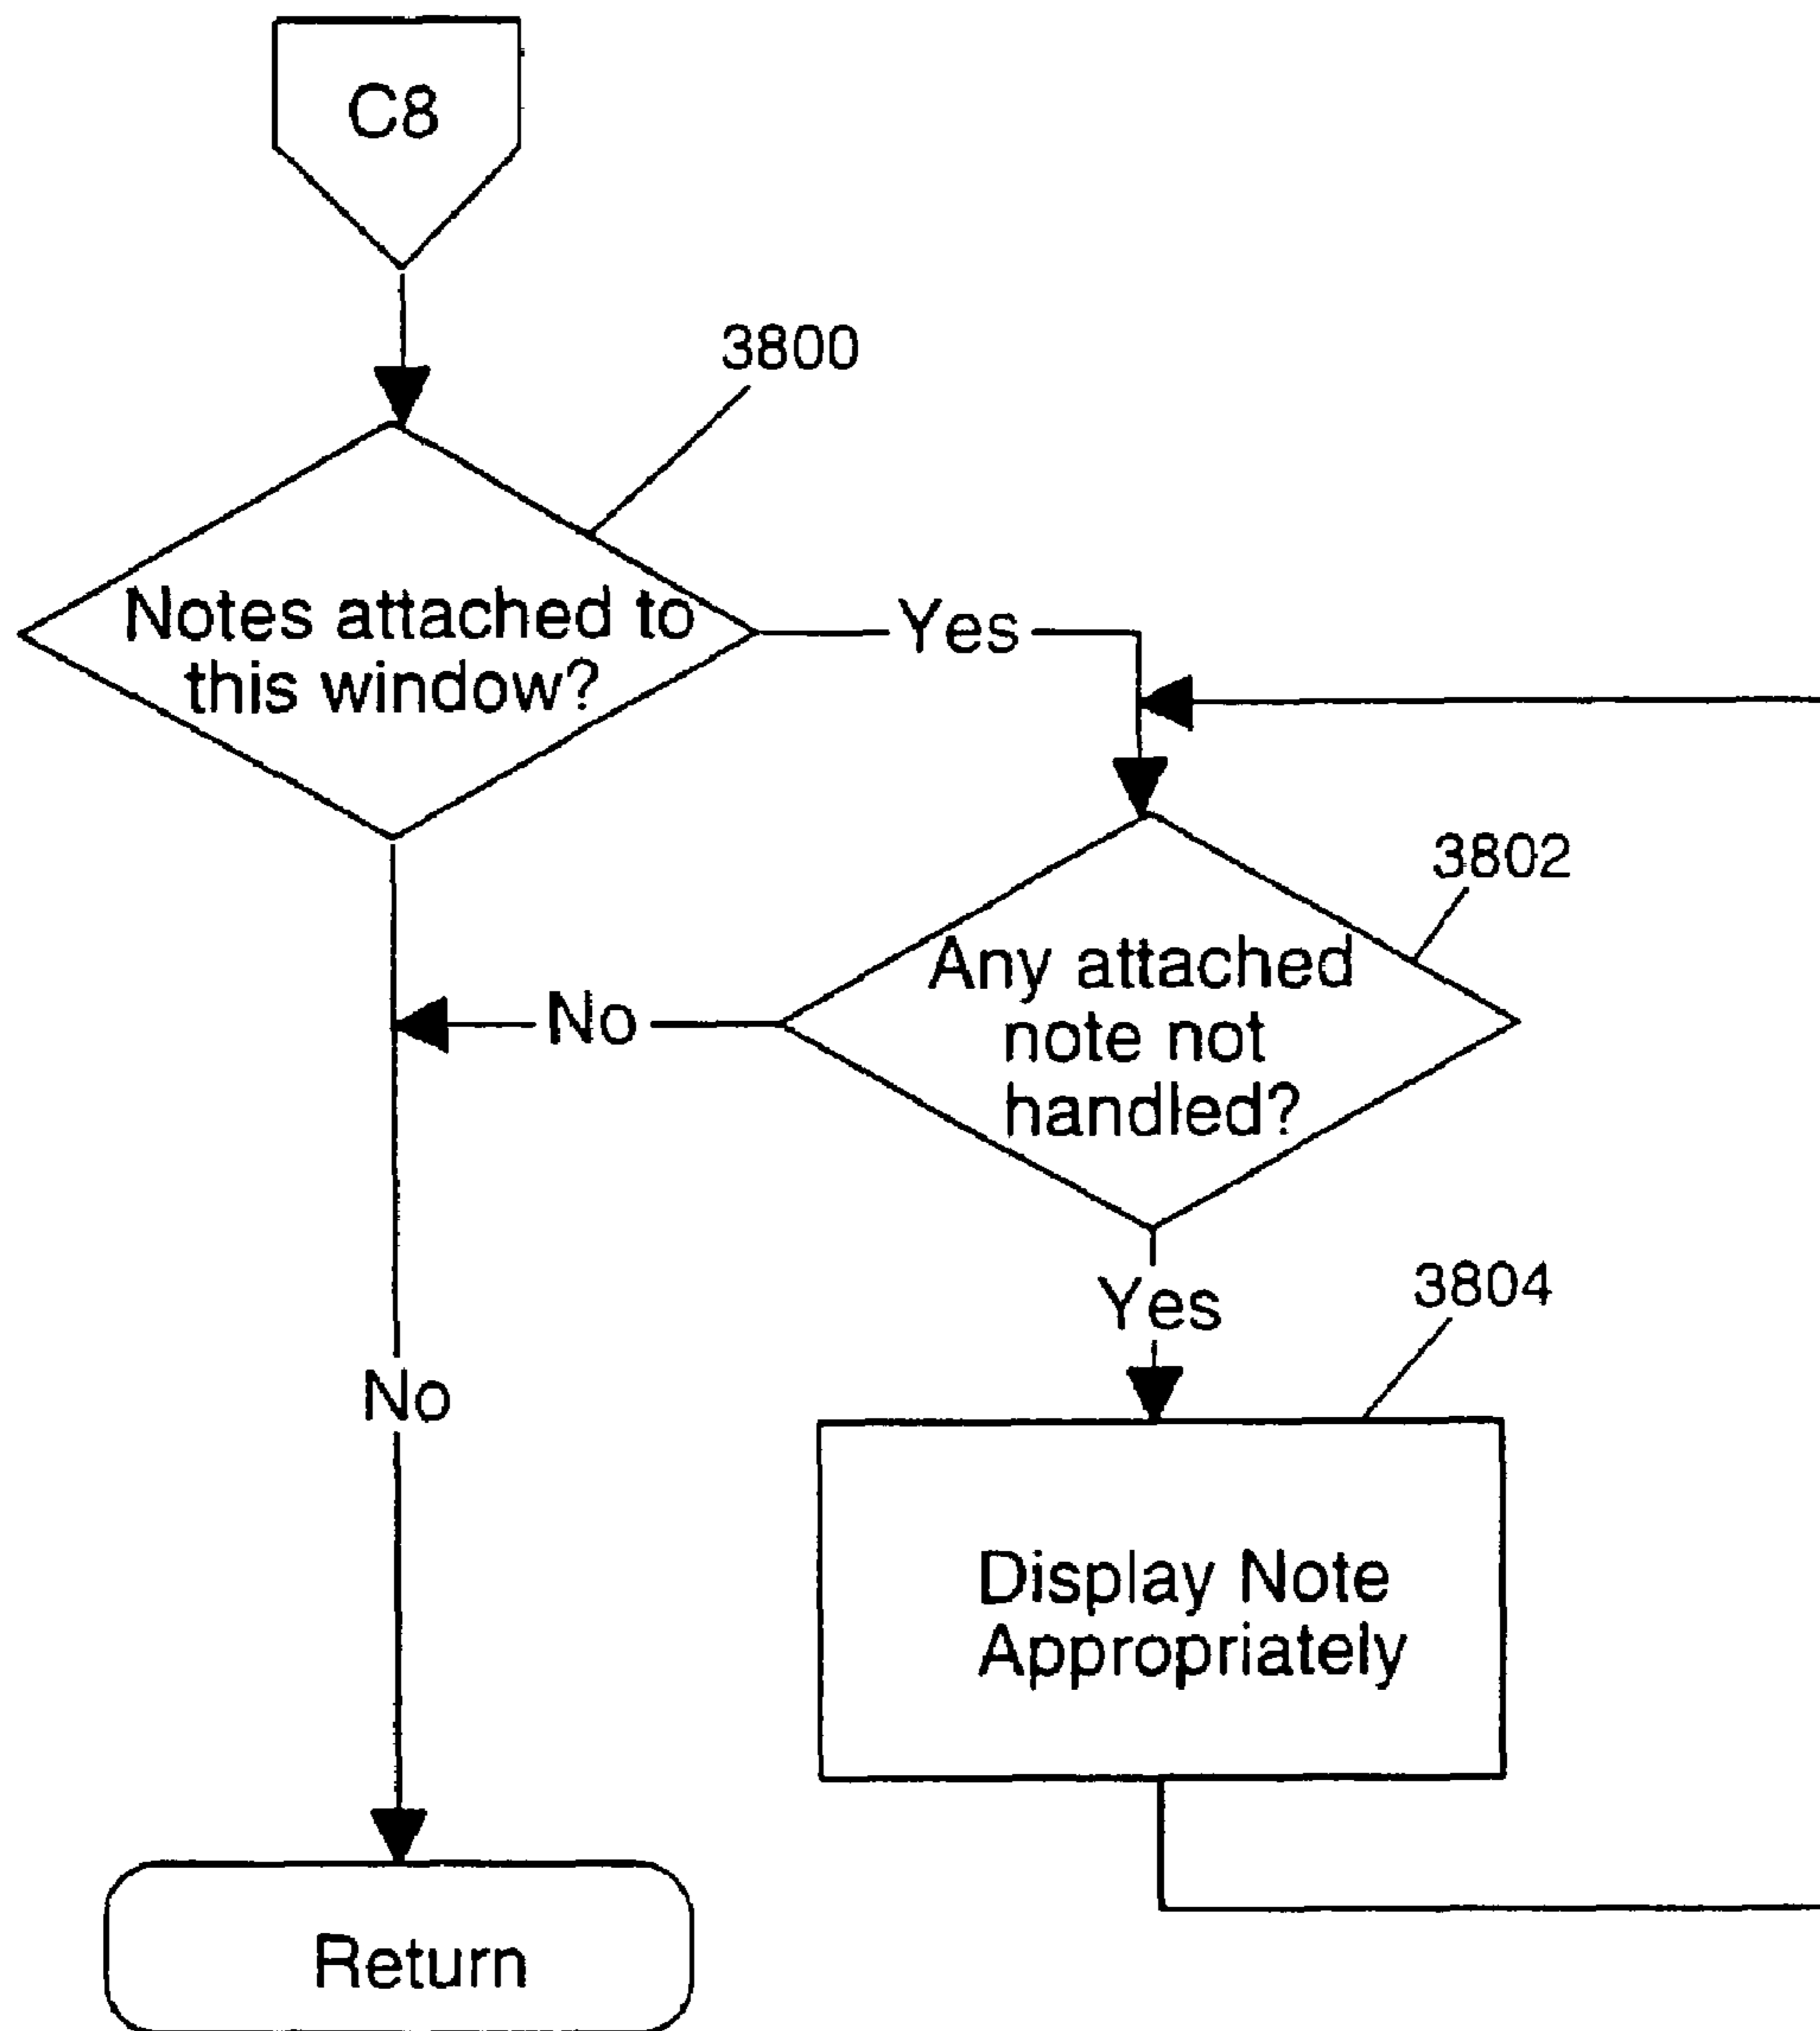 C8
3800
Notes attached to
this window?
Yes
3802
Any attached
note not
handled?
No
Yes
3804
No
Display Note
Appropriately
Return